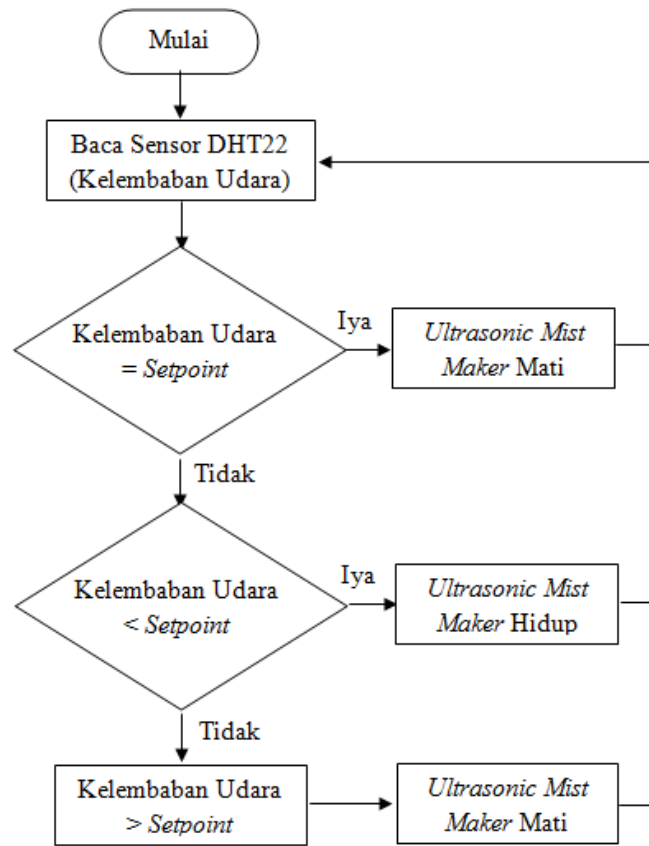 Mulai
Baca Sensor DHT22
(Kelembaban Udara)
Kelembaban Udara
= Setpoint
Iya
Ultrasonic Mist
Maker Mati
Tidak
Kelembaban Udara
< Setpoint
Iya
Ultrasonic Mist
Maker Hidup
Tidak
Kelembaban Udara
> Setpoint
Ultrasonic Mist
Maker Mati